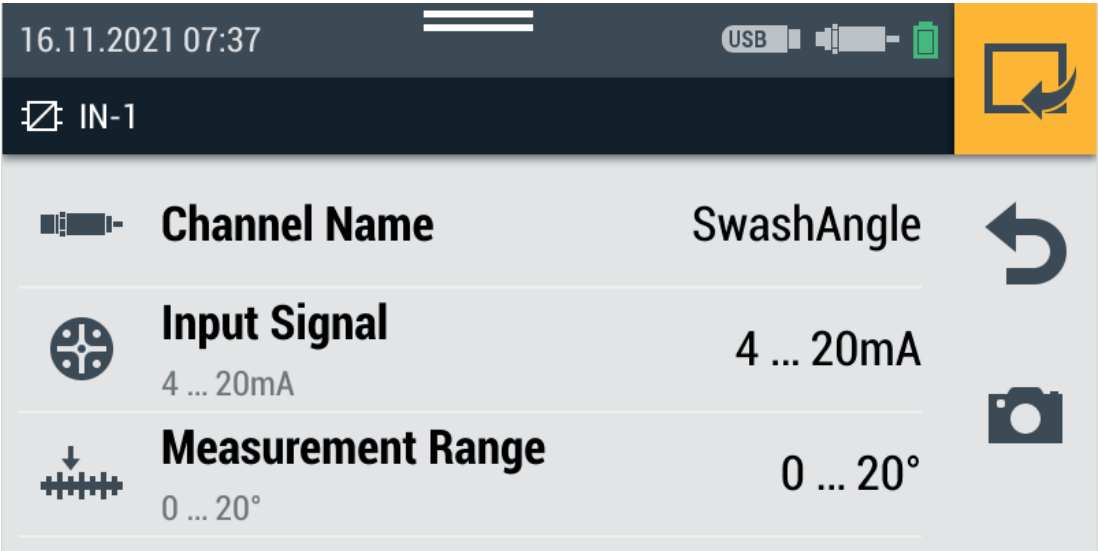 16.11.2021 07:37
USB
IN-1
Channel Name SwashAngle
Input Signal 4 ... 20mA
4 ... 20mA
Measurement Range 0 ... 20°
0 ... 20°